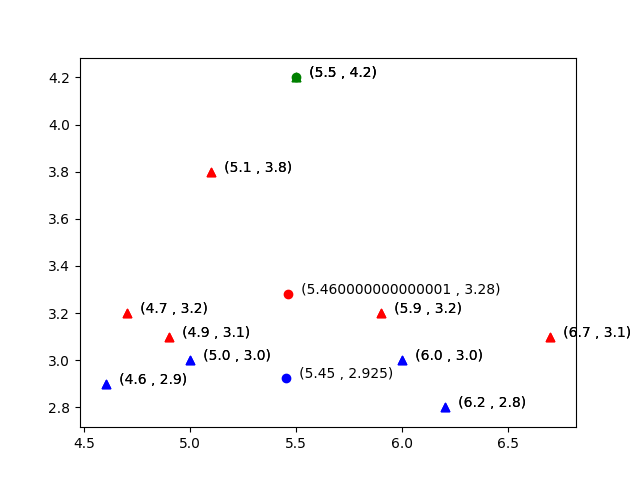 4.2
(5.5 , 4.2)
4.0
3.8
(5.1 , 3.8)
3.6
3.4
(5.460000000000001 , 3.28)
3.2
(4.7 , 3.2)
(5.9 , 3.2)
(4.9 , 3.1)
(6.7 , 3.1)
3.0
(5.0 , 3.0)
(6.0 , 3.0)
(4.6 , 2.9)
(5.45 , 2.925)
2.8
(6.2 , 2.8)
4.5 5.0 5.5 6.0 6.5